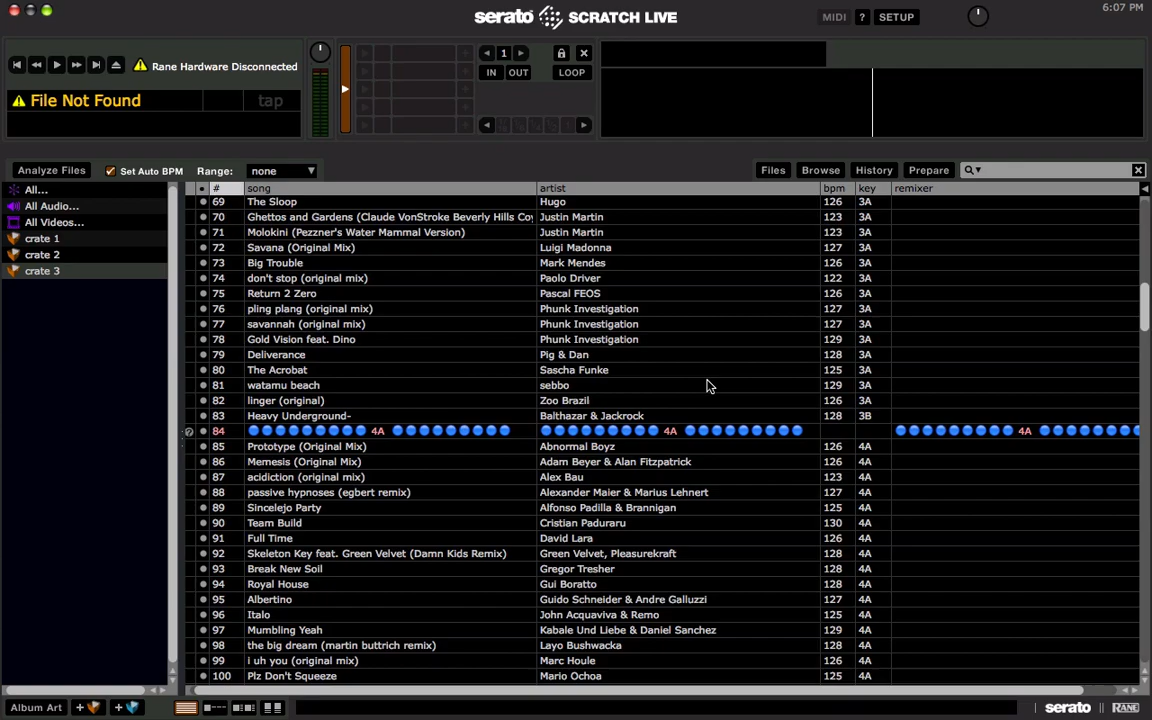 6:07 PM
serato SCRATCH LIVE
MIDI ? SETUP
Rane Hardware Disconnected
File Not Found tap
1
IN OUT LOOP
Analyze Files Set Auto BPM Range: none Files Browse History Prepare
All...
All Audio...
All Videos...
crate 1
crate 2
crate 3
# song artist bpm key remixer
69 The Sloop Hugo 126 3A
70 Ghettos and Gardens (Claude VonStroke Beverly Hills Co Justin Martin 123 3A
71 Molokini (Pezzner's Water Mammal Version) Justin Martin 123 3A
72 Savana (Original Mix) Luigi Madonna 127 3A
73 Big Trouble Mark Mendes 126 3A
74 don't stop (original mix) Paolo Driver 122 3A
75 Return 2 Zero Pascal FEOS 126 3A
76 pling plang (original mix) Phunk Investigation 127 3A
77 savannah (original mix) Phunk Investigation 127 3A
78 Gold Vision feat. Dino Phunk Investigation 129 3A
79 Deliverance Pig & Dan 128 3A
80 The Acrobat Sascha Funke 125 3A
81 watamu beach sebbo 129 3A
82 linger (original) Zoo Brazil 126 3A
83 Heavy Underground- Balthazar & Jackrock 128 3B
84 4A 4A 4A
85 Prototype (Original Mix) Abnormal Boyz 126 4A
86 Memesis (Original Mix) Adam Beyer & Alan Fitzpatrick 126 4A
87 acidiction (original mix) Alex Bau 123 4A
88 passive hypnoses (egbert remix) Alexander Maier & Marius Lehnert 127 4A
89 Sincelejo Party Alfonso Padilla & Brannigan 125 4A
90 Team Build Cristian Paduraru 130 4A
91 Full Time David Lara 126 4A
92 Skeleton Key feat. Green Velvet (Damn Kids Remix) Green Velvet, Pleasurekraft 128 4A
93 Break New Soil Gregor Tresher 128 4A
94 Royal House Gui Boratto 128 4A
95 Albertino Guido Schneider & Andre Galluzzi 127 4A
96 Italo John Acquaviva & Remo 125 4A
97 Mumbling Yeah Kabale Und Liebe & Daniel Sanchez 129 4A
98 the big dream (martin buttrich remix) Layo Bushwacka 128 4A
99 i uh you (original mix) Marc Houle 126 4A
100 Plz Don't Squeeze Mario Ochoa 125 4A
Album Art serato RANE